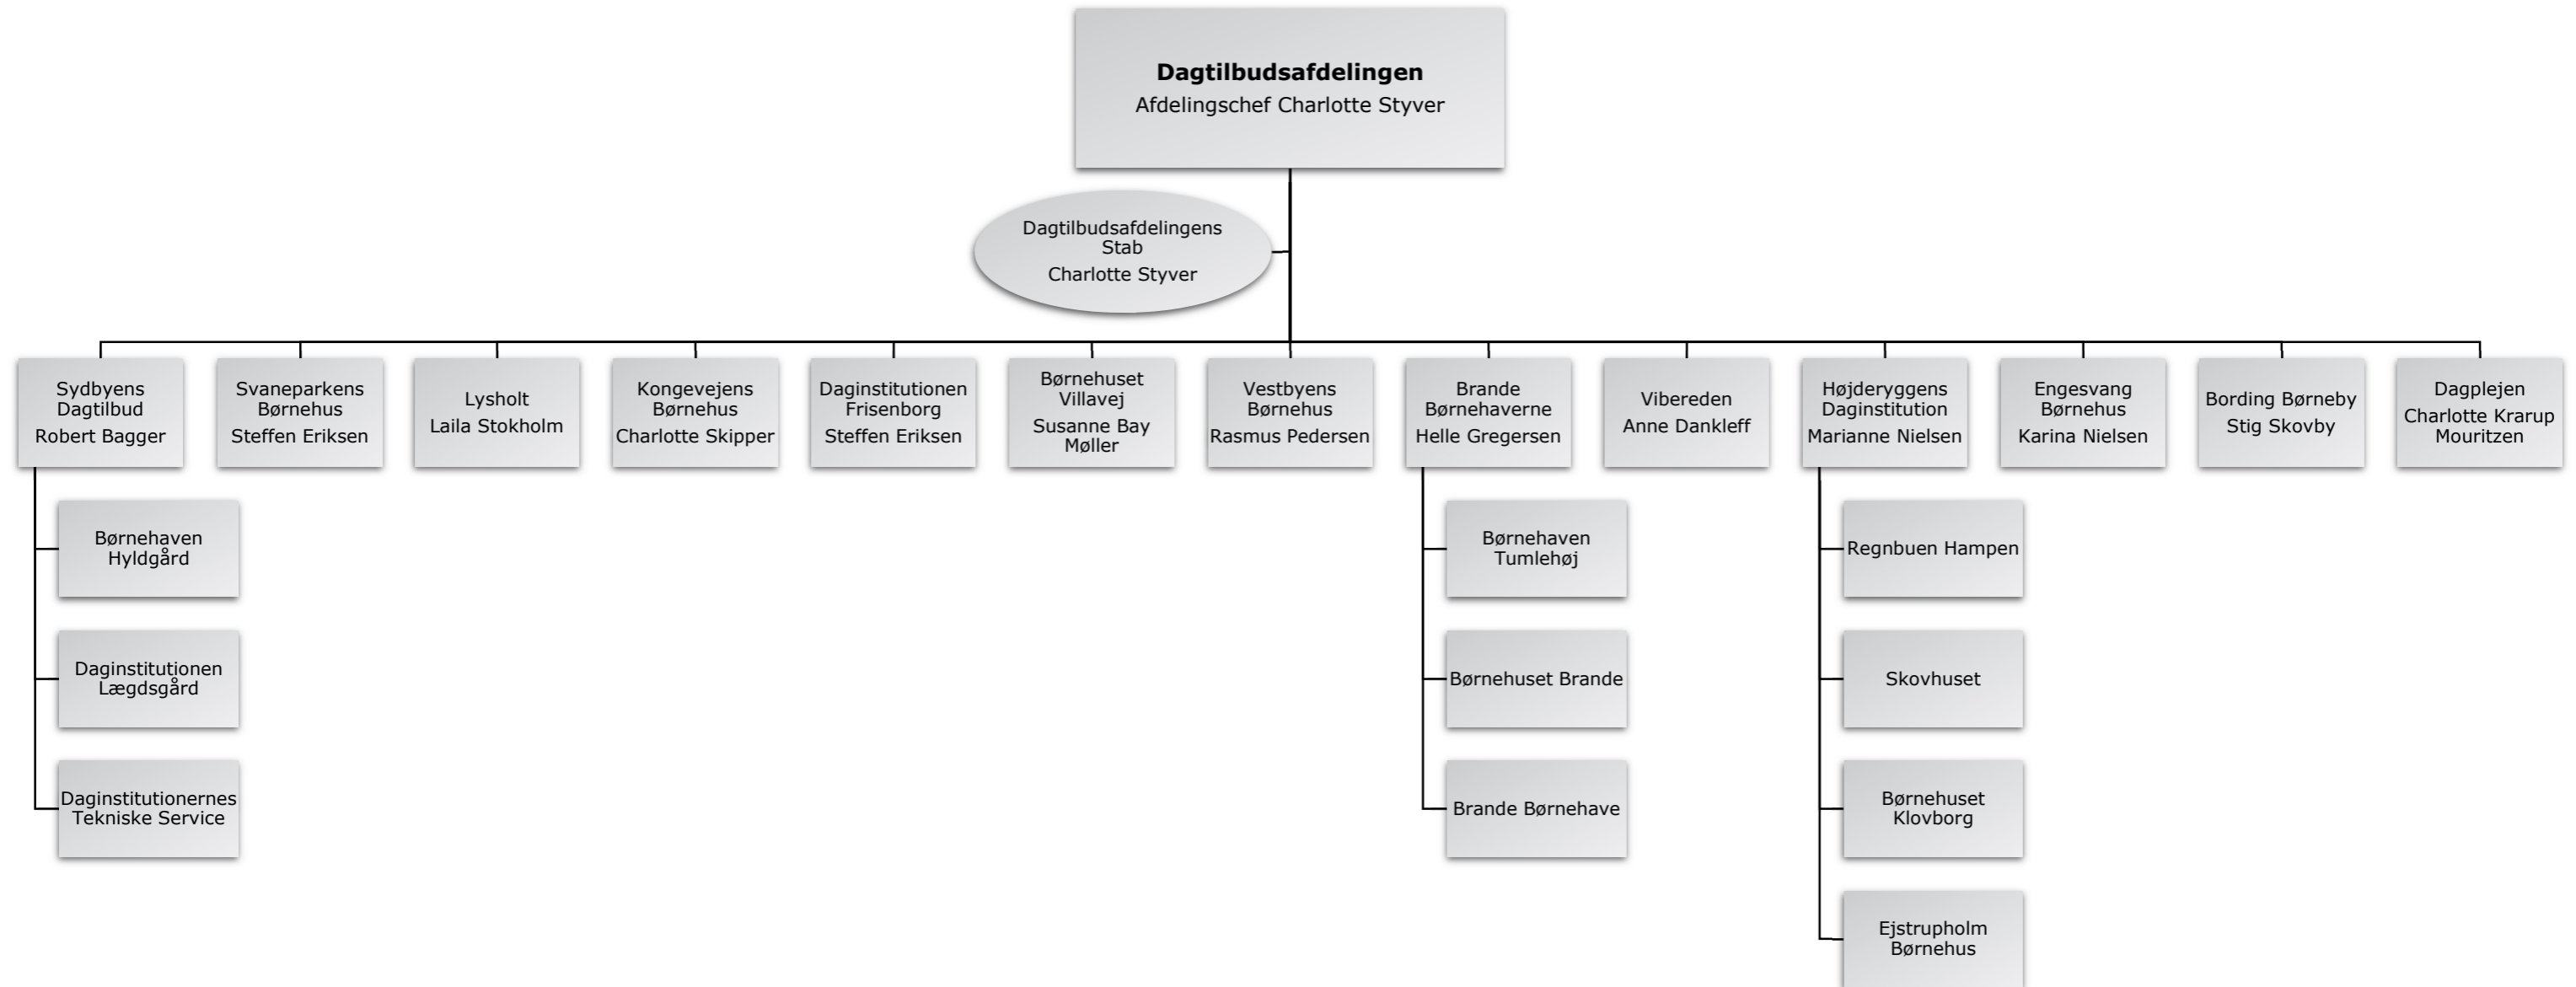 Dagtilbudsafdelingen
Afdelingschef Charlotte Styver
Dagtilbudsafdelingens
Stab
Charlotte Styver
Sydbyens
Dagtilbud
Robert Bagger
Svaneparkens
Børnehus
Steffen Eriksen
Lysholt
Laila Stokholm
Kongevejens
Børnehus
Charlotte Skipper
Daginstitutionen
Frisenborg
Steffen Eriksen
Børnehuset
Villavej
Susanne Bay
Møller
Vestbyens
Børnehus
Rasmus Pedersen
Brande
Børnehaverne
Helle Gregersen
Vibereden
Anne Dankleff
Højderyggens
Daginstitution
Marianne Nielsen
Engesvang
Børnehus
Karina Nielsen
Bording Børneby
Stig Skovby
Dagplejen
Charlotte Krarup
Mouritzen
Børnehaven
Hyldgård
Daginstitutionen
Lægdsgård
Daginstitutionernes
Tekniske Service
Børnehaven
Tumlehøj
Børnehuset Brande
Brande Børnehave
Regnbuen Hampen
Skovhuset
Børnehuset
Klovborg
Ejstrupholm
Børnehus